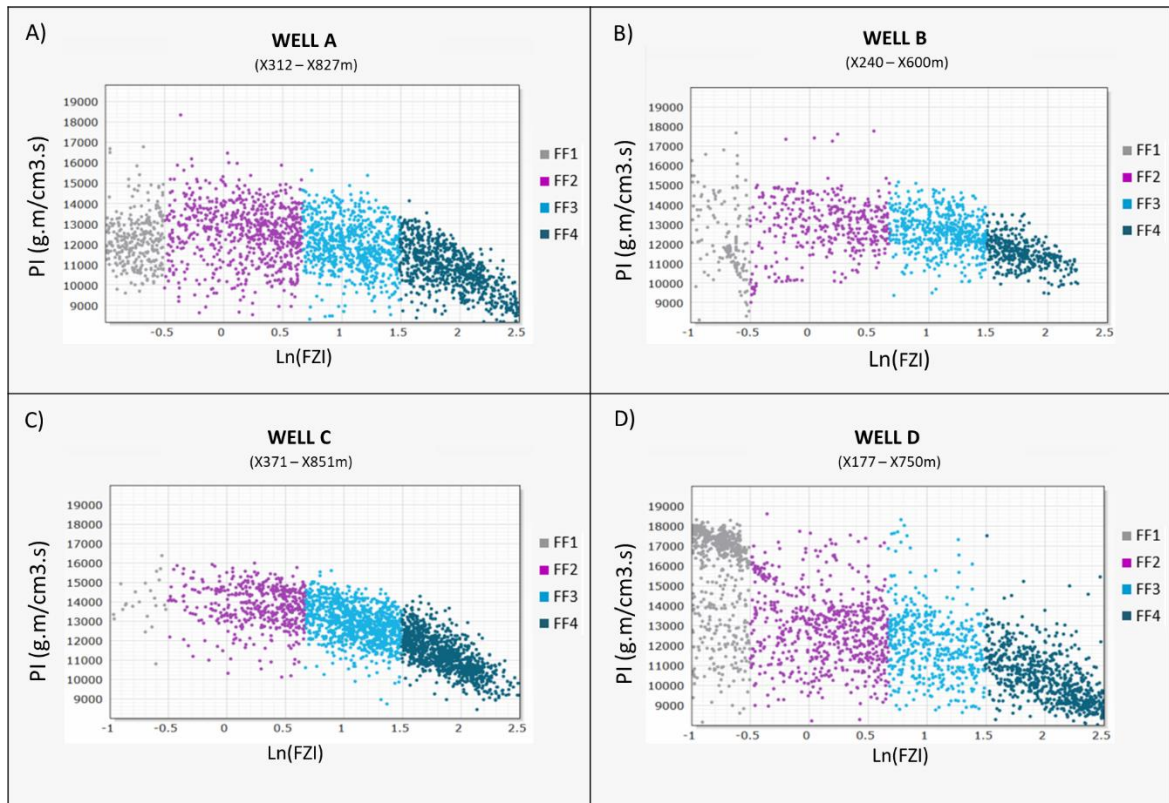 A)
WELL A
(X312 – X827m)
PI (g.m/cm3.s)
19000
18000
17000
16000
15000
14000
13000
12000
11000
10000
9000
-0.5
0
0.5
1
1.5
2
2.5
Ln(FZI)
FF1
FF2
FF3
FF4
B)
WELL B
(X240 – X600m)
PI (g.m/cm3.s)
19000
18000
17000
16000
15000
14000
13000
12000
11000
10000
9000
-1
-0.5
0
0.5
1
1.5
2
2.5
Ln(FZI)
FF1
FF2
FF3
FF4
C)
WELL C
(X371 – X851m)
PI (g.m/cm3.s)
19000
18000
17000
16000
15000
14000
13000
12000
11000
10000
9000
-1
-0.5
0
0.5
1
1.5
2
2.5
Ln(FZI)
FF1
FF2
FF3
FF4
D)
WELL D
(X177 – X750m)
PI (g.m/cm3.s)
19000
18000
17000
16000
15000
14000
13000
12000
11000
10000
9000
-1
-0.5
0
0.5
1
1.5
2
2.5
Ln(FZI)
FF1
FF2
FF3
FF4